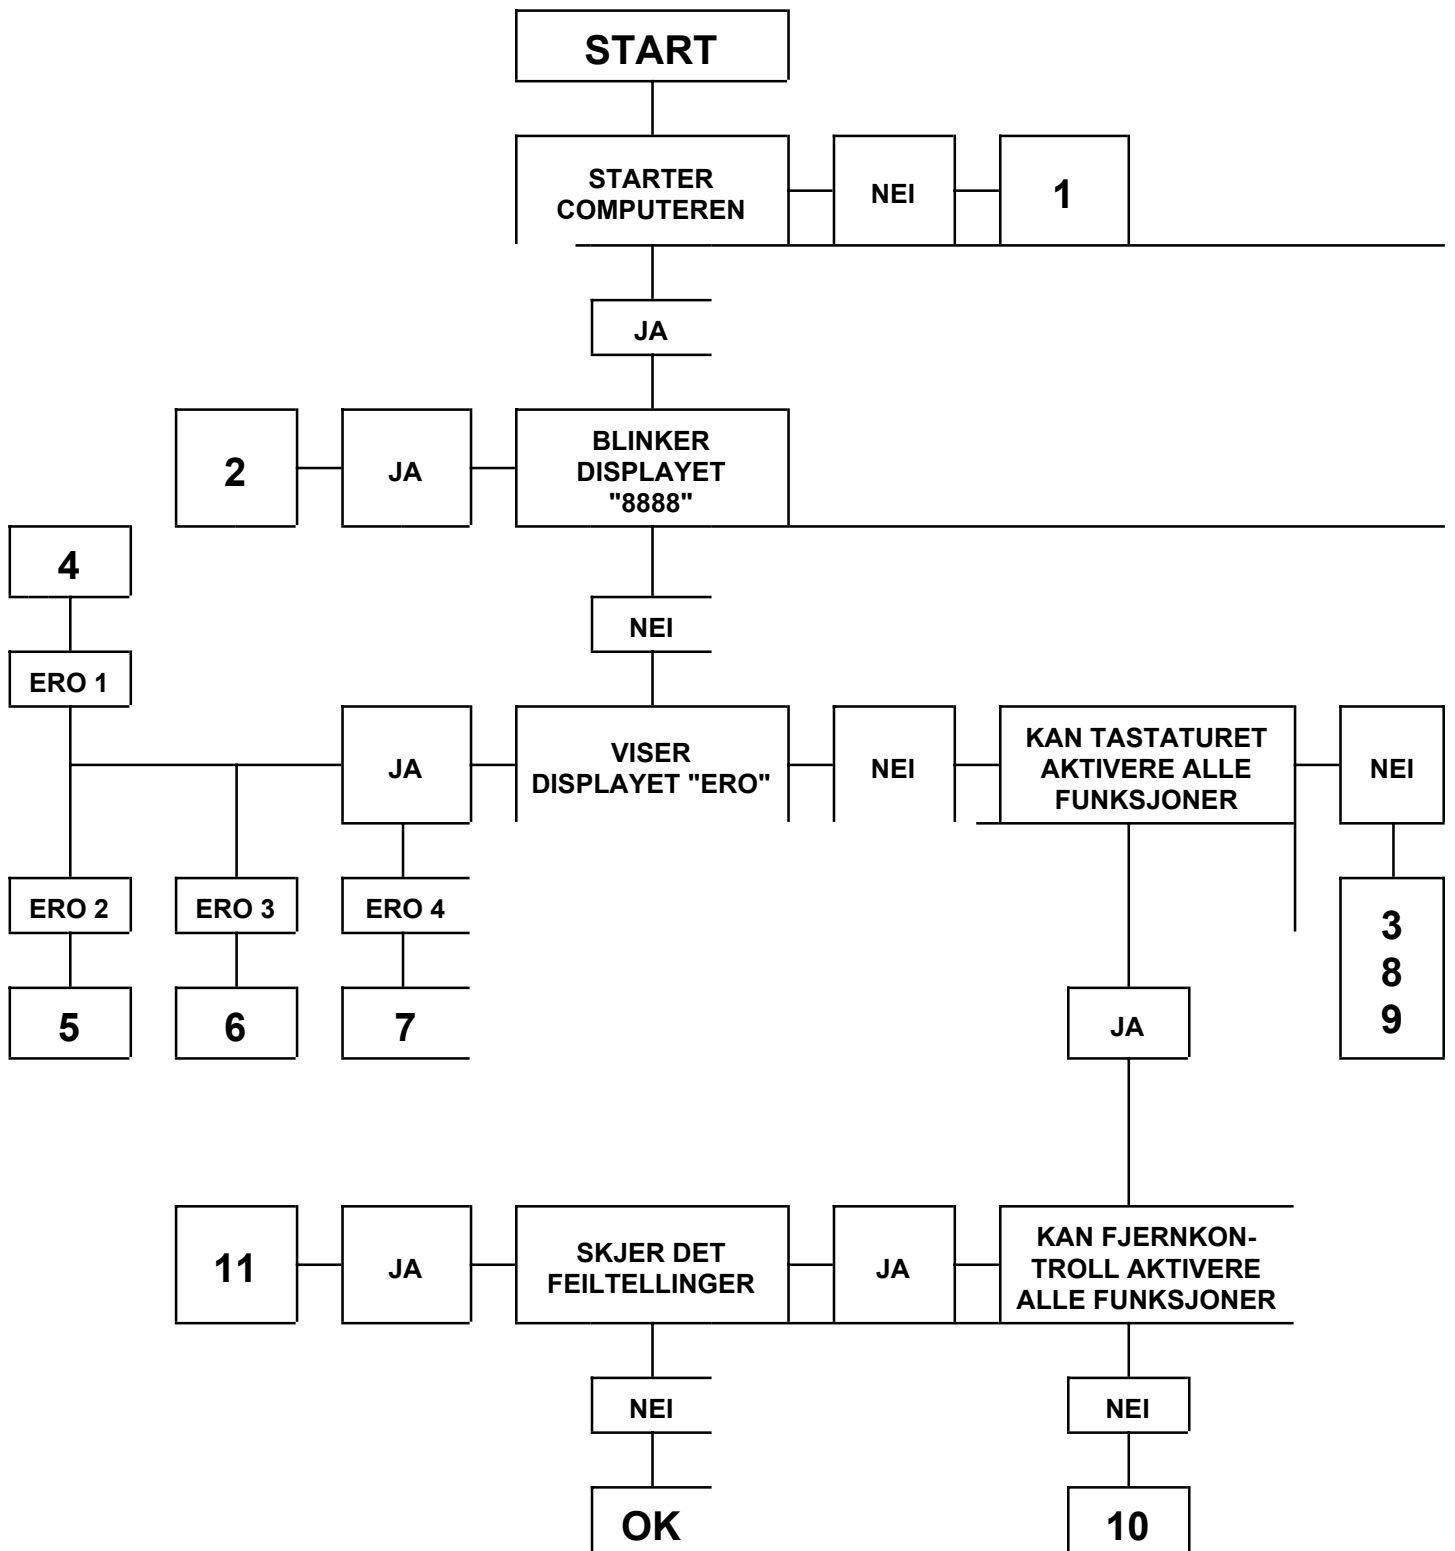 START
STARTER
COMPUTEREN
NEI
1
JA
2
JA
BLINKER
DISPLAYET
"8888"
4
NEI
ERO 1
JA
VISER
DISPLAYET "ERO"
NEI
KAN TASTATURET
AKTIVERE ALLE
FUNKSJONER
NEI
ERO 2
ERO 3
ERO 4
3
8
9
5
6
7
JA
11
JA
SKJER DET
FEILTELLINGER
JA
KAN FJERNKON-
TROLL AKTIVERE
ALLE FUNKSJONER
NEI
NEI
OK
10